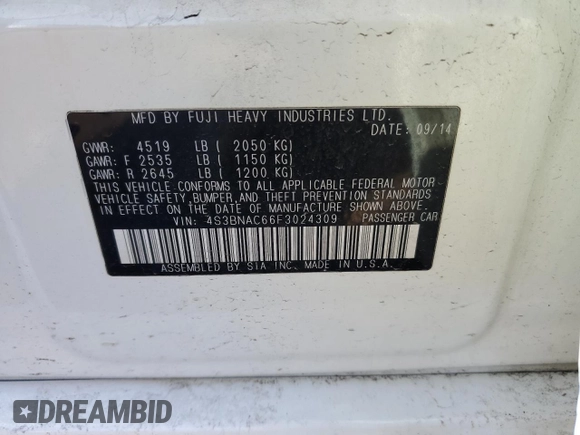 MFD BY FUJI HEAVY INDUSTRIES LTD.
DATE: 09/14
GVWR: 4519 LB ( 2050 KG)
GAWR: F 2535 LB ( 1150 KG)
GAWR: R 2645 LB ( 1200 KG)
THIS VEHICLE CONFORMS TO ALL APPLICABLE FEDERAL MOTOR
VEHICLE SAFETY, BUMPER, AND THEFT PREVENTION STANDARDS
IN EFFECT ON THE DATE OF MANUFACTURE SHOWN ABOVE.
VIN: 4S3BNAC66F3024309 PASSENGER CAR
ASSEMBLED BY SIA INC. MADE IN U.S.A.
DREAMBID